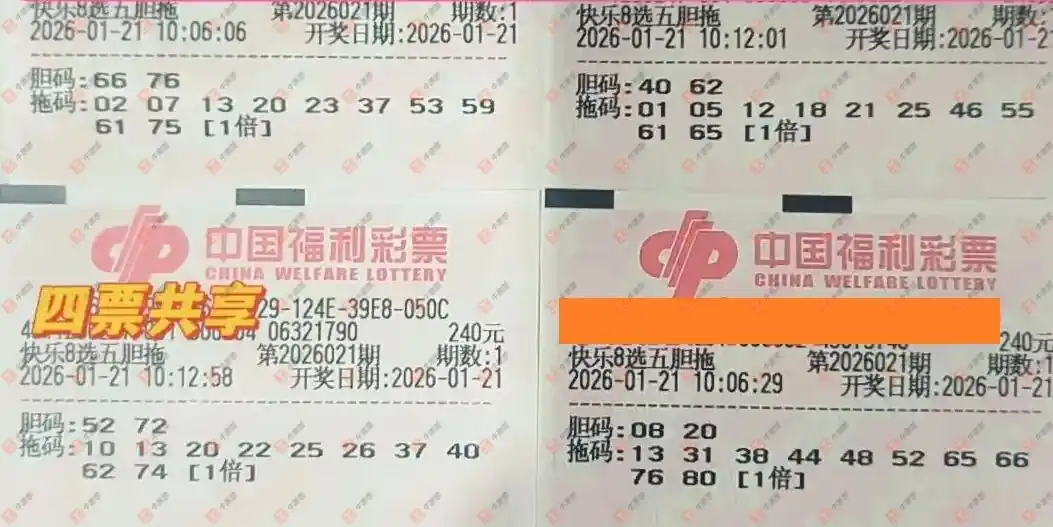 快乐8选五胆拖 第2026021期 期数:1
2026-01-21 10:06:06 开奖日期:2026-01-21
胆码:66 76
拖码:02 07 13 20 23 37 53 59
61 75 [1倍]
快乐8选五胆拖 第2026021期 期数:
2026-01-21 10:12:01 开奖日期:2026-01-21
胆码:40 62
拖码:01 05 12 18 21 25 46 55
61 65 [1倍]
中国福利彩票
CHINA WELFARE LOTTERY
四票共享
29-124E-39E8-050C
06321790 240元
快乐8选五胆拖 第2026021期 期数:1
2026-01-21 10:12:58 开奖日期:2026-01-21
胆码:52 72
拖码:10 13 20 22 25 26 37 40
62 74 [1倍]
中国福利彩票
CHINA WELFARE LOTTERY
240元
快乐8选五胆拖 第2026021期 期数:1
2026-01-21 10:06:29 开奖日期:2026-01-21
胆码:08 20
拖码:13 31 38 44 48 52 65 66
76 80 [1倍]